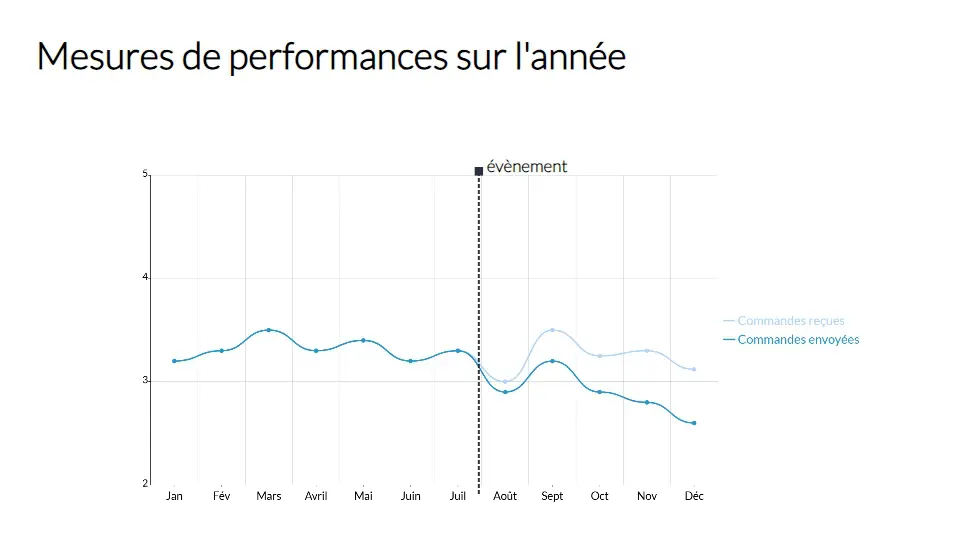 Mesures de performances sur l'année
évènement
5
4
3
2
Commandes reçues
Commandes envoyées
Jan Fév Mars Avril Mai Juin Juil Août Sept Oct Nov Déc